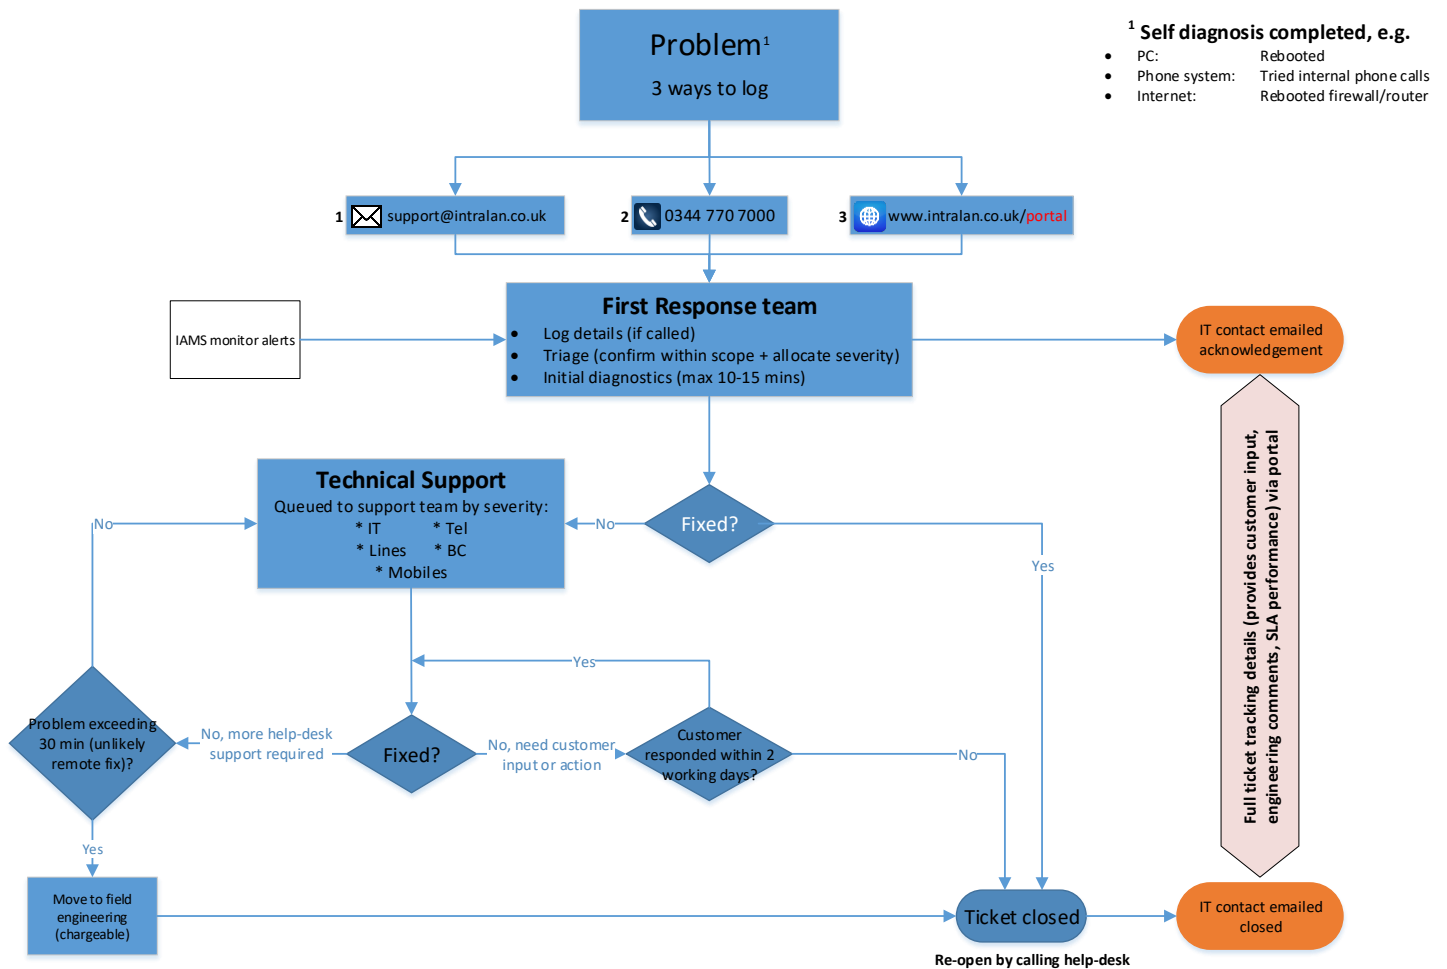 Problem¹
3 ways to log
¹ Self diagnosis completed, e.g.
• PC: Rebooted
• Phone system: Tried internal phone calls
• Internet: Rebooted firewall/router
1 support@intralan.co.uk
2 0344 770 7000
3 www.intralan.co.uk/portal
First Response team
• Log details (if called)
• Triage (confirm within scope + allocate severity)
• Initial diagnostics (max 10-15 mins)
IAMS monitor alerts
IT contact emailed
acknowledgement
Technical Support
Queued to support team by severity:
* IT * Tel
* Lines * BC
* Mobiles
No
Fixed?
No
Yes
Full ticket tracking details (provides customer input,
engineering comments, SLA performance) via portal
Yes
Problem exceeding
30 min (unlikely
remote fix)?
No, more help-desk
support required
Fixed?
No, need customer
input or action
Customer
responded within 2
working days?
No
Yes
Move to field
engineering
(chargeable)
Ticket closed
IT contact emailed
closed
Re-open by calling help-desk